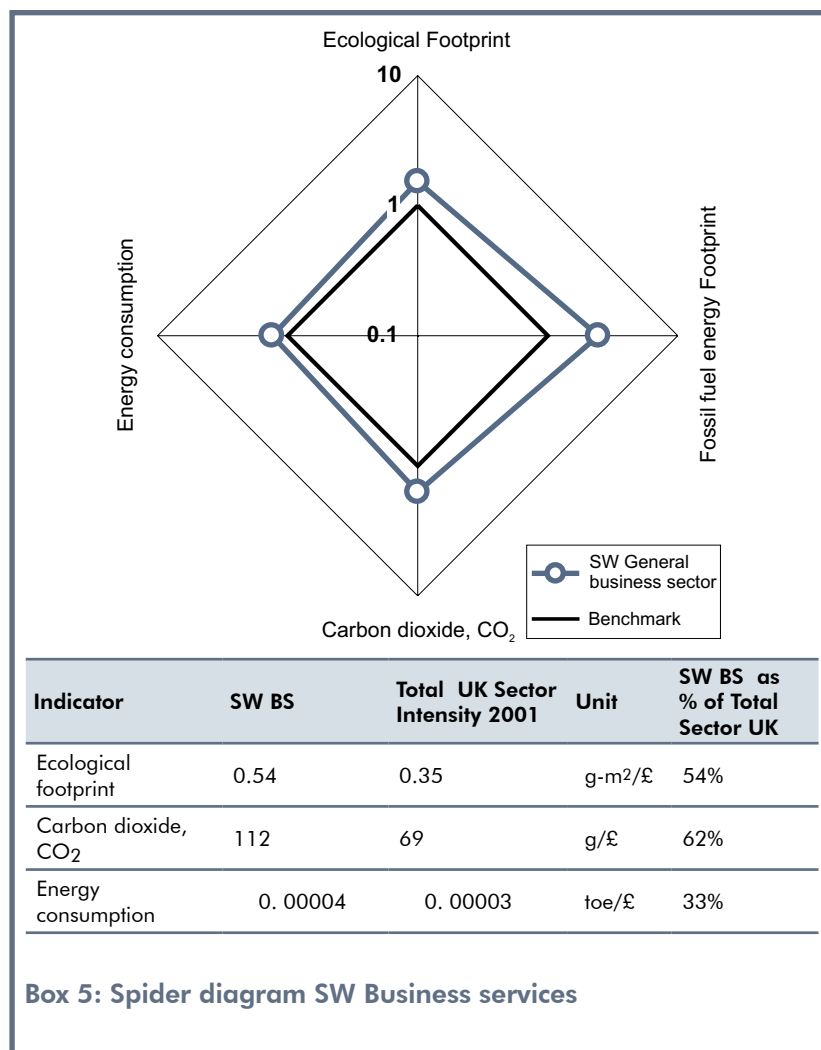 Ecological Footprint
10
1
0.1
Energy consumption
Fossil fuel energy Footprint
Carbon dioxide, CO₂
SW General
business sector
Benchmark
Indicator
SW BS
Total UK Sector
Intensity 2001
Unit
SW BS as
% of Total
Sector UK
Ecological
footprint
0.54
0.35
g-m²/£
54%
Carbon dioxide,
CO₂
112
69
g/£
62%
Energy
consumption
0. 00004
0. 00003
toe/£
33%
Box 5: Spider diagram SW Business services